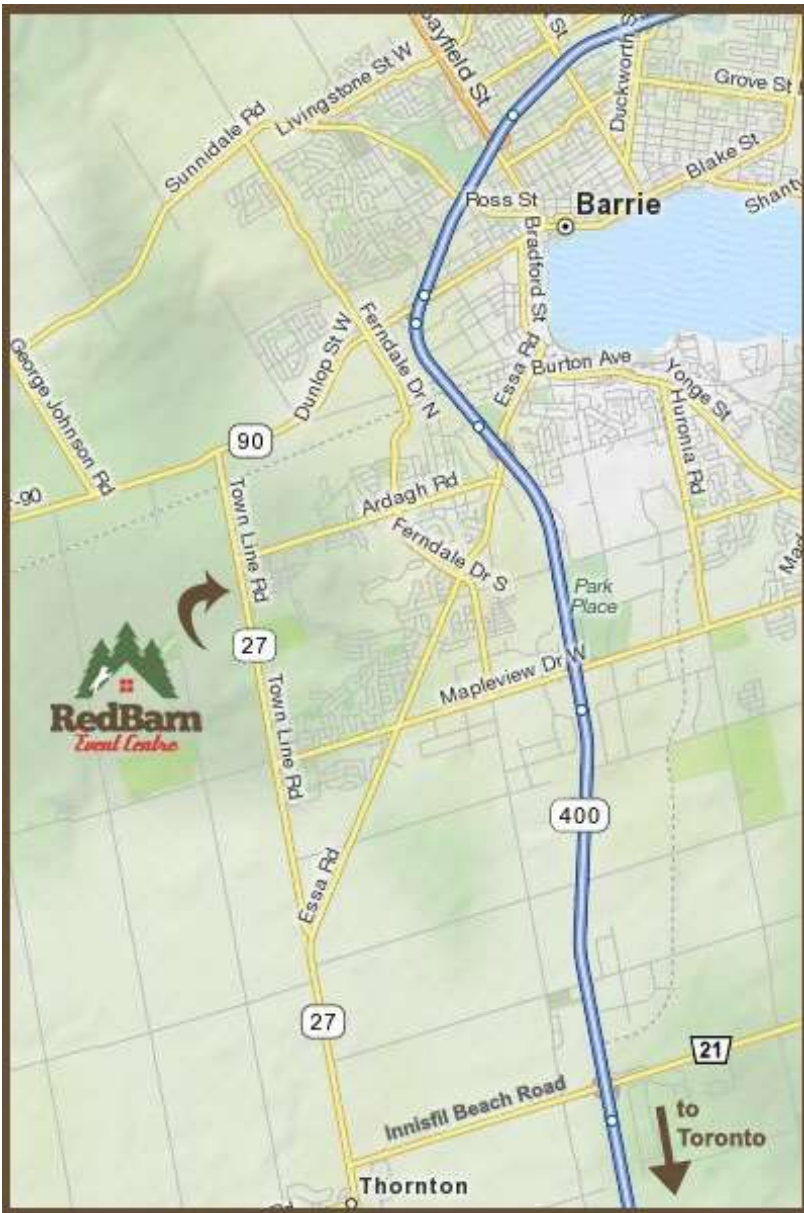 Bayfield St
St
Duckworth St
Grove St
Livingstone St W
Sunnidale Rd
Blake St
Shanty
Ross St
Barrie
Bradford St
Ferndale Dr N
Dunlop St W
Essa Rd
Burton Ave
Yonge St
Huronia Rd
George Johnson Rd
90
-90
Town Line Rd
Ardagh Rd
Ferndale Dr S
Park
Place
27
RedBarn
Event Centre
Town Line Rd
Mapleview Dr W
400
Essa Rd
27
21
Innisfil Beach Road
to
Toronto
Thornton
Rd